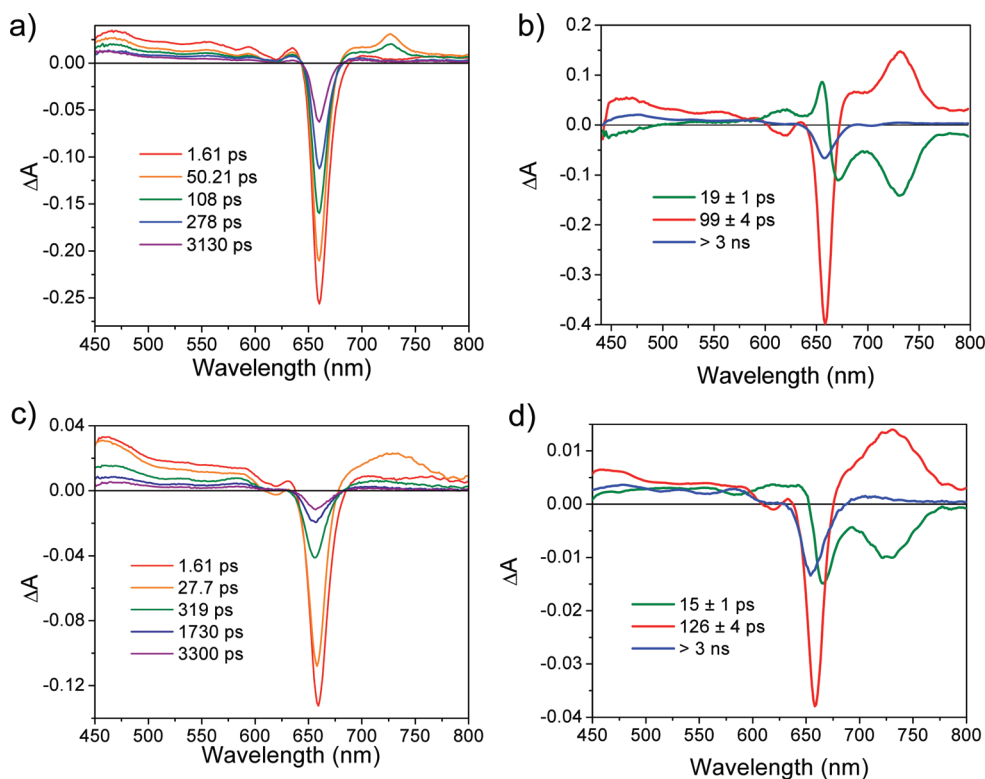 a)
0.00
-0.05
-0.10
-0.15
-0.20
-0.25
ΔA
1.61 ps
50.21 ps
108 ps
278 ps
3130 ps
450 500 550 600 650 700 750 800
Wavelength (nm)
b)
0.2
0.1
0.0
-0.1
-0.2
-0.3
-0.4
ΔA
19 ± 1 ps
99 ± 4 ps
> 3 ns
450 500 550 600 650 700 750 800
Wavelength (nm)
c)
0.04
0.00
-0.04
-0.08
-0.12
ΔA
1.61 ps
27.7 ps
319 ps
1730 ps
3300 ps
450 500 550 600 650 700 750 800
Wavelength (nm)
d)
0.01
0.00
-0.01
-0.02
-0.03
-0.04
ΔA
15 ± 1 ps
126 ± 4 ps
> 3 ns
450 500 550 600 650 700 750 800
Wavelength (nm)